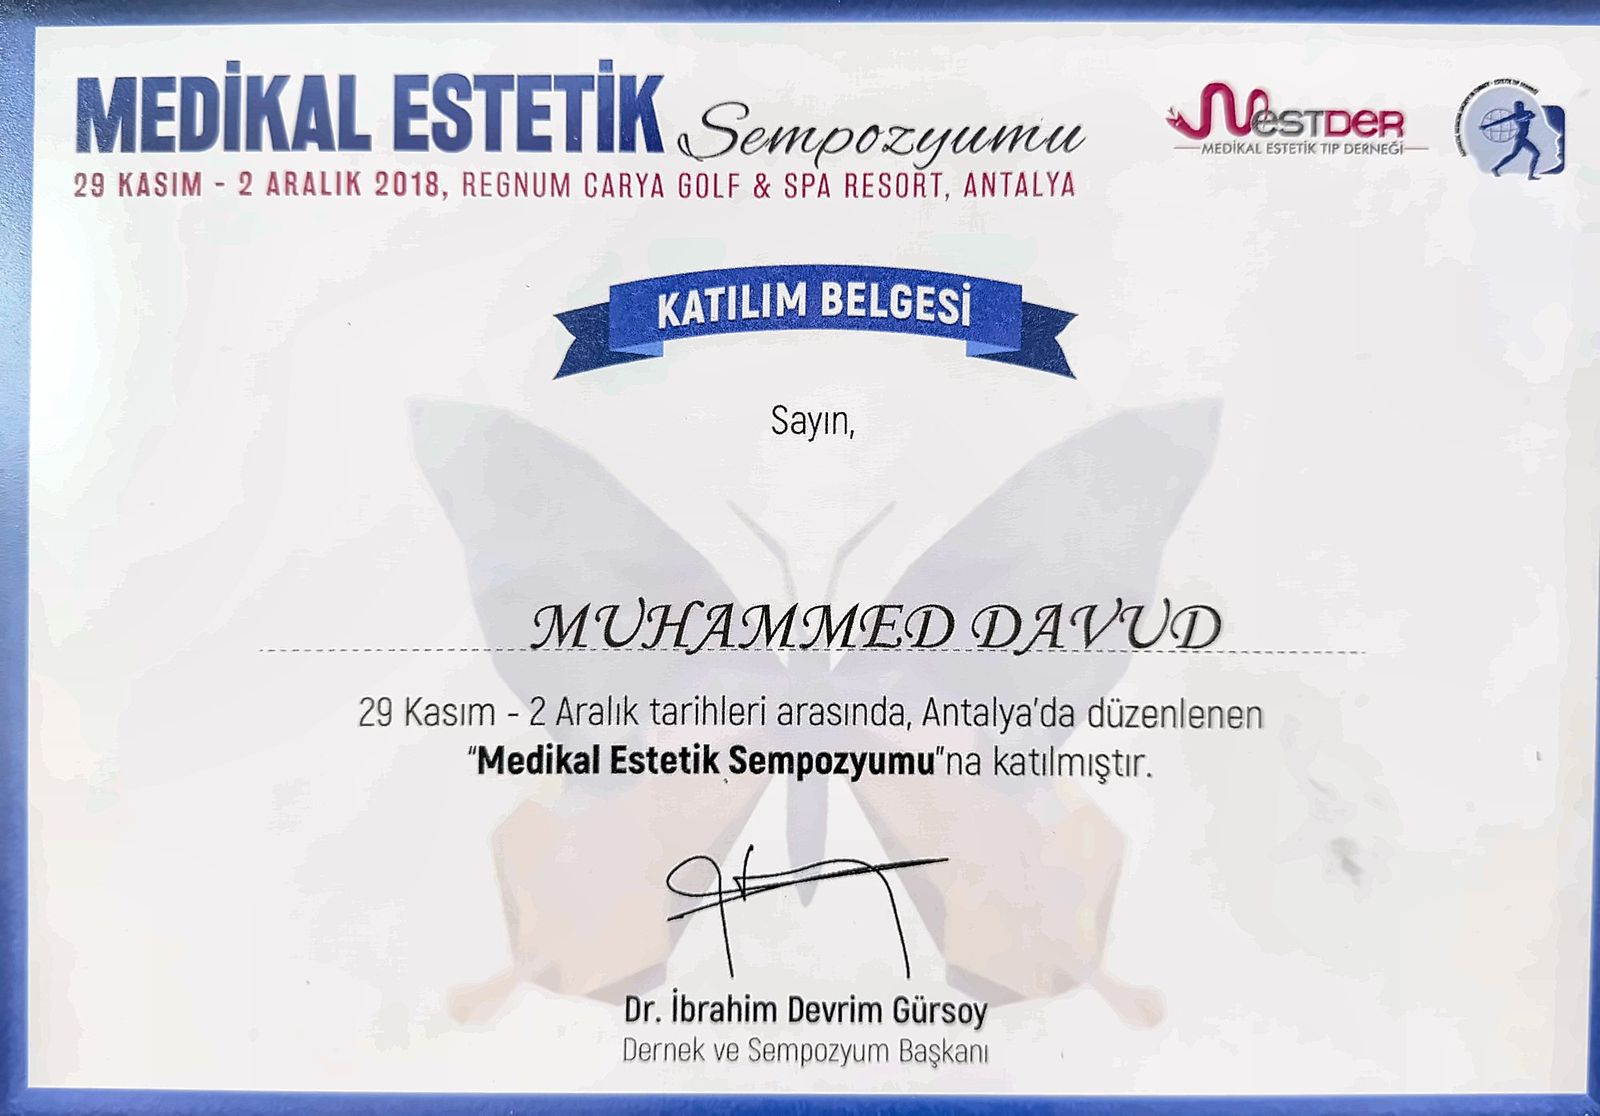 MEDİKAL ESTETİK Sempozyumu
29 KASIM - 2 ARALIK 2018, REGNUM CARYA GOLF & SPA RESORT, ANTALYA
MESTDER
MEDİKAL ESTETİK TIP DERNEĞİ
KATILIM BELGESİ
Sayın,
MUHAMMED DAVUD
29 Kasım - 2 Aralık tarihleri arasında, Antalya'da düzenlenen
"Medikal Estetik Sempozyumu"na katılmıştır.
Dr. İbrahim Devrim Gürsoy
Dernek ve Sempozyum Başkanı